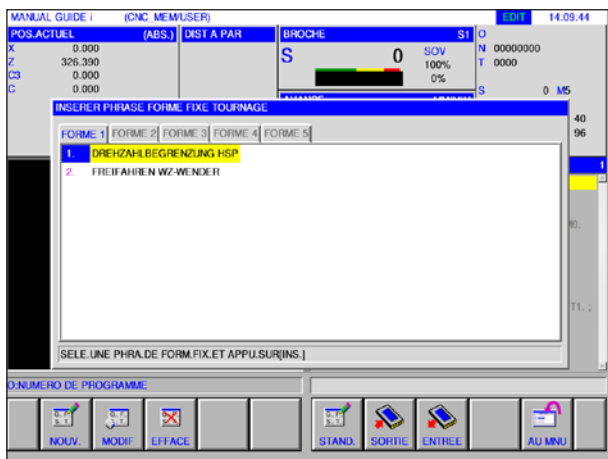 MANUAL GUIDE i (CNC_MEM/USER) EDIT 14:09:44
POS.ACTUEL (ABS.) DIST A PAR BROCHE S1 O
X 0.000 S 0 SOV N 00000000
Z 326.390 100% T 0000
C3 0.000 0%
C 0.000 S 0 M5
INSERER PHRASE FORME FIXE TOURNAGE
40
FORME 1 FORME 2 FORME 3 FORME 4 FORME 5 96
1. DREHZAHLBEGRENZUNG HSP 1
2. FREIFAHREN WZ-WENDER
M0.
T1. ;
SELE.UNE PHRA.DE FORM.FIX.ET APPU.SUR[INS.]
O:NUMERO DE PROGRAMME
NOUV. MODIF EFFACE STAND. SORTIE ENTREE AU MNU